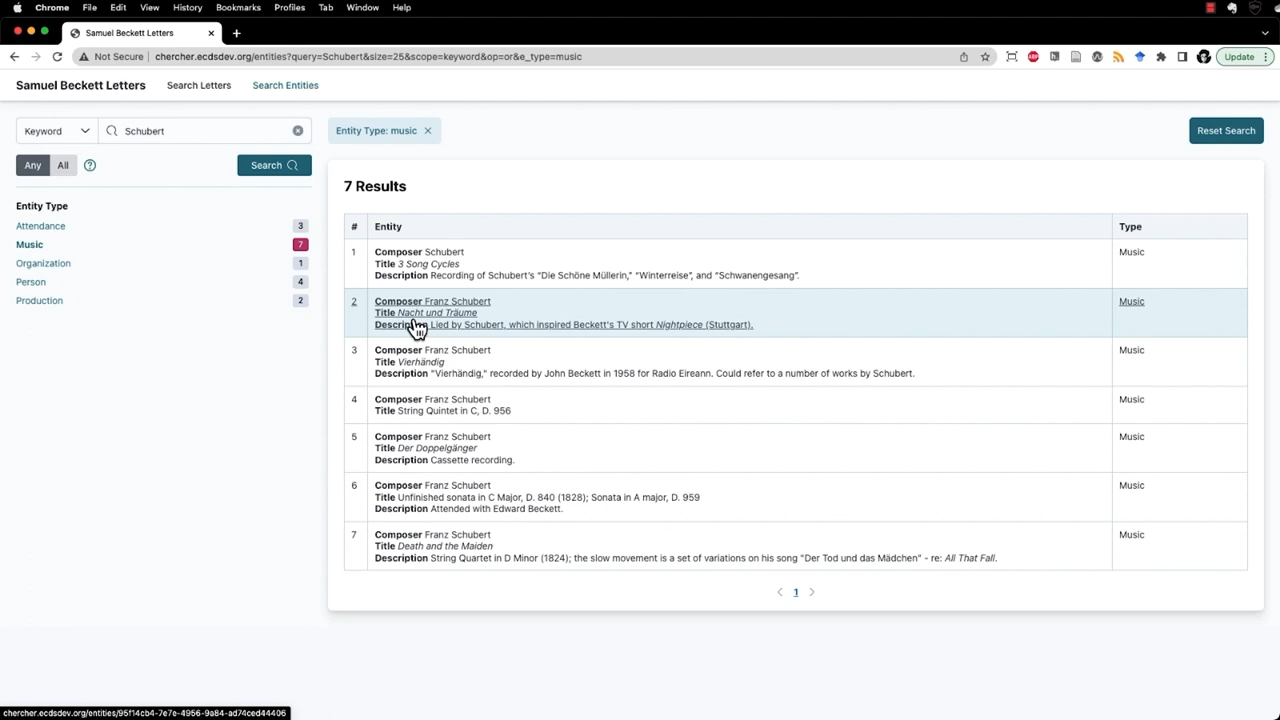 Chrome File Edit View History Bookmarks Profiles Tab Window Help
Samuel Beckett Letters
Not Secure chercher.ecdsdev.org/entities?query=Schubert&size=25&scope=keyword&op=or&e_type=music Update
Samuel Beckett Letters Search Letters Search Entities
Keyword Schubert Entity Type: music Reset Search
Any All Search
7 Results
Entity Type
Attendance 3
Music 7
Organization 1
Person 4
Production 2
# Entity Type
1 Composer Schubert Music
Title 3 Song Cycles
Description Recording of Schubert's "Die Schöne Müllerin," "Winterreise", and "Schwanengesang".
2 Composer Franz Schubert Music
Title Nacht und Träume
Description Lied by Schubert, which inspired Beckett's TV short Nightpiece (Stuttgart).
3 Composer Franz Schubert Music
Title Vierhändig
Description "Vierhändig," recorded by John Beckett in 1958 for Radio Eireann. Could refer to a number of works by Schubert.
4 Composer Franz Schubert Music
Title String Quintet in C, D. 956
5 Composer Franz Schubert Music
Title Der Doppelgänger
Description Cassette recording.
6 Composer Franz Schubert Music
Title Unfinished sonata in C Major, D. 840 (1828); Sonata in A major, D. 959
Description Attended with Edward Beckett.
7 Composer Franz Schubert Music
Title Death and the Maiden
Description String Quartet in D Minor (1824); the slow movement is a set of variations on his song "Der Tod und das Mädchen" - re: All That Fall.
1
chercher.ecdsdev.org/entities/95f14cb4-7e7e-4956-9a84-ad74ced44406